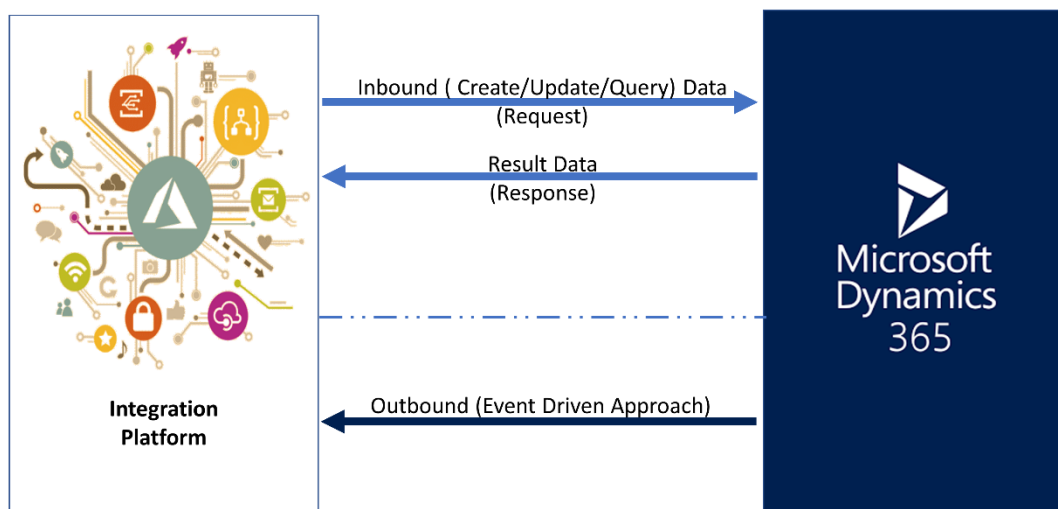 Inbound ( Create/Update/Query) Data
(Request)
Result Data
(Response)
Microsoft
Dynamics
365
Outbound (Event Driven Approach)
Integration
Platform